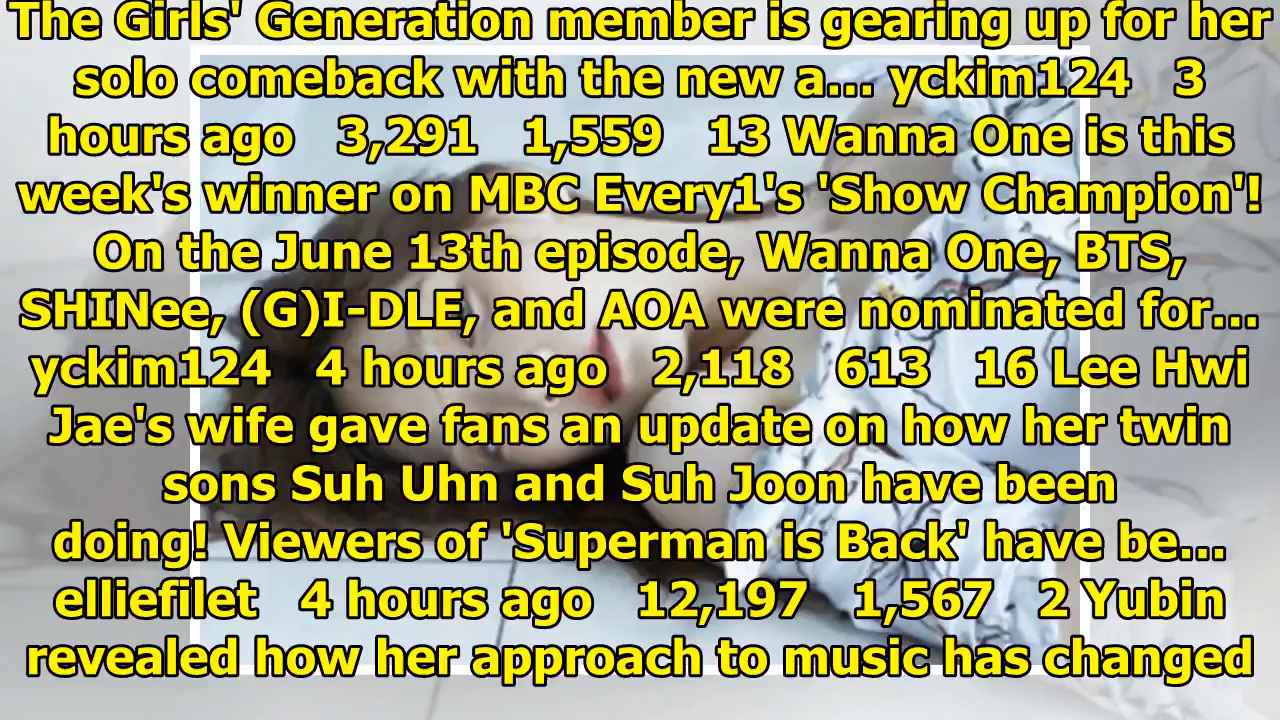 The Girls' Generation member is gearing up for her
solo comeback with the new a... yckim124 3
hours ago 3,291 1,559 13 Wanna One is this
week's winner on MBC Every1's 'Show Champion'!
On the June 13th episode, Wanna One, BTS,
SHINee, (G)I-DLE, and AOA were nominated for...
yckim124 4 hours ago 2,118 613 16 Lee Hwi
Jae's wife gave fans an update on how her twin
sons Suh Uhn and Suh Joon have been
doing! Viewers of 'Superman is Back' have be...
elliefilet 4 hours ago 12,197 1,567 2 Yubin
revealed how her approach to music has changed